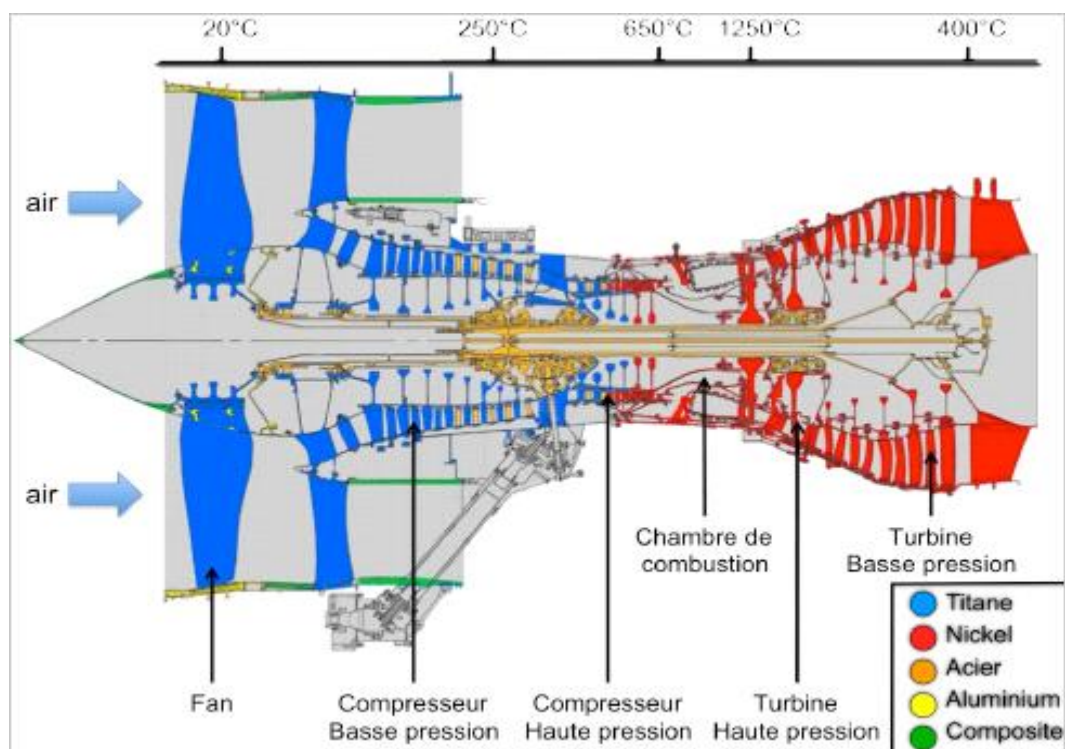 20°C 250°C 650°C 1250°C 400°C
air
air
Chambre de
combustion
Turbine
Basse pression
Fan
Compresseur
Basse pression
Compresseur
Haute pression
Turbine
Haute pression
Titane
Nickel
Acier
Aluminium
Composite